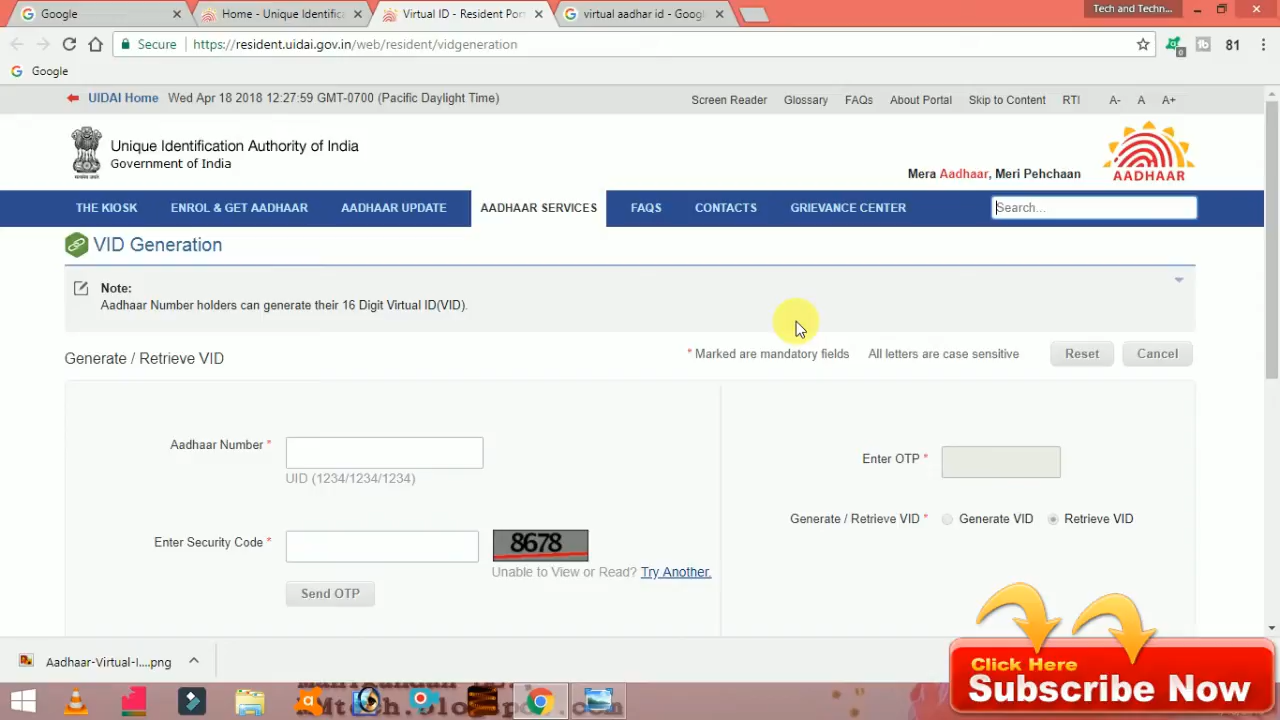 Google
Home - Unique Identific
Virtual ID - Resident Por
virtual aadhar id - Goog
Tech and Techn...
Secure
https://resident.uidai.gov.in/web/resident/vidgeneration
81
Google
UIDAI Home
Wed Apr 18 2018 12:27:59 GMT-0700 (Pacific Daylight Time)
Screen Reader
Glossary
FAQs
About Portal
Skip to Content
RTI
A-
A
A+
Unique Identification Authority of India
Government of India
Mera Aadhaar, Meri Pehchaan
AADHAAR
THE KIOSK
ENROL & GET AADHAAR
AADHAAR UPDATE
AADHAAR SERVICES
FAQS
CONTACTS
GRIEVANCE CENTER
Search...
VID Generation
Note:
Aadhaar Number holders can generate their 16 Digit Virtual ID(VID).
Generate / Retrieve VID
* Marked are mandatory fields
All letters are case sensitive
Reset
Cancel
Aadhaar Number *
UID (1234/1234/1234)
Enter OTP *
Generate / Retrieve VID *
Generate VID
Retrieve VID
Enter Security Code *
8678
Unable to View or Read? Try Another.
Send OTP
Click Here
Subscribe Now
Aadhaar-Virtual-I....png